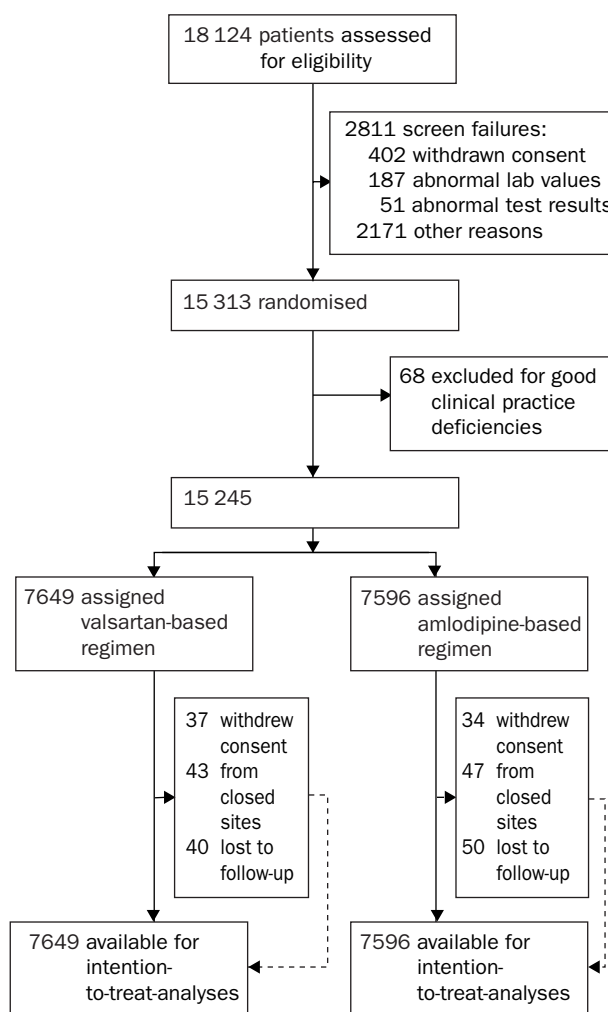 18 124 patients assessed
for eligibility
2811 screen failures:
402 withdrawn consent
187 abnormal lab values
51 abnormal test results
2171 other reasons
15 313 randomised
68 excluded for good
clinical practice
deficiencies
15 245
7649 assigned
valsartan-based
regimen
7596 assigned
amlodipine-based
regimen
37 withdrew
consent
43 from
closed
sites
40 lost to
follow-up
34 withdrew
consent
47 from
closed
sites
50 lost to
follow-up
7649 available for
intention-
to-treat-analyses
7596 available for
intention-
to-treat-analyses